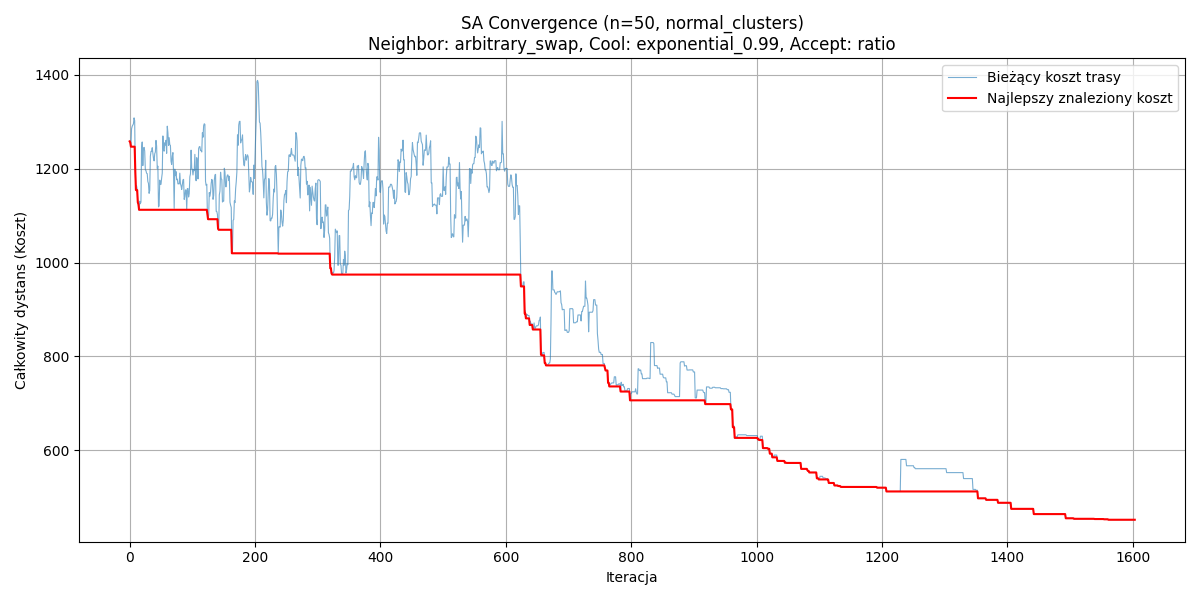 SA Convergence (n=50, normal_clusters)
Neighbor: arbitrary_swap, Cool: exponential_0.99, Accept: ratio
Bieżący koszt trasy
Najlepszy znaleziony koszt
Całkowity dystans (Koszt)
1400
1200
1000
800
600
0
200
400
600
800
1000
1200
1400
1600
Iteracja